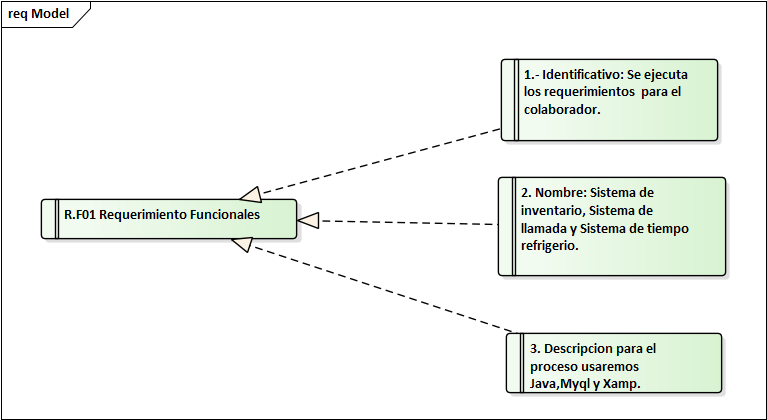 req Model
1.- Identificativo: Se ejecuta
los requerimientos para el
colaborador.
R.F01 Requerimiento Funcionales
2. Nombre: Sistema de
inventario, Sistema de
llamada y Sistema de tiempo
refrigerio.
3. Descripcion para el
proceso usaremos
Java,Myql y Xamp.